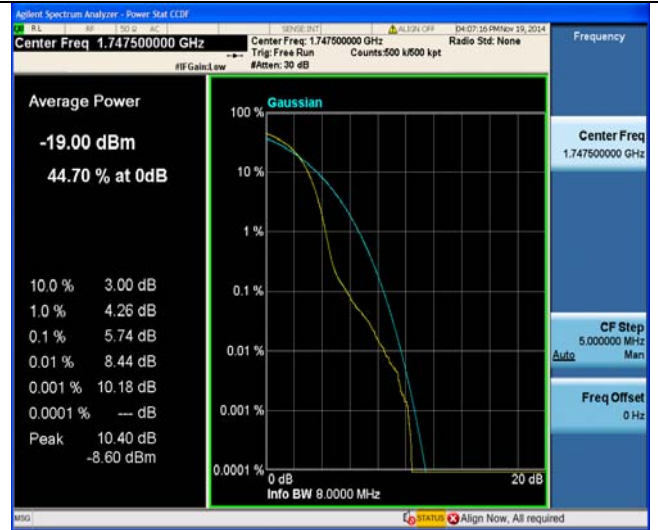 Agilent Spectrum Analyzer - Power Stat CCDF
RL RF 50 Ω AC SENSE:INT ALIGN OFF 04:07:16 PM Nov 19, 2014
Center Freq 1.747500000 GHz
Center Freq: 1.747500000 GHz Radio Std: None
Trig: Free Run Counts:500 k/500 kpt
#IFGain:Low #Atten: 30 dB
Frequency
Average Power
-19.00 dBm
44.70 % at 0dB
10.0 % 3.00 dB
1.0 % 4.26 dB
0.1 % 5.74 dB
0.01 % 8.44 dB
0.001 % 10.18 dB
0.0001 % --- dB
Peak 10.40 dB
-8.60 dBm
Gaussian
100 %
10 %
1 %
0.1 %
0.01 %
0.001 %
0.0001 %
0 dB 20 dB
Info BW 8.0000 MHz
Center Freq
1.747500000 GHz
CF Step
5.000000 MHz
Auto Man
Freq Offset
0 Hz
MSG STATUS Align Now, All required